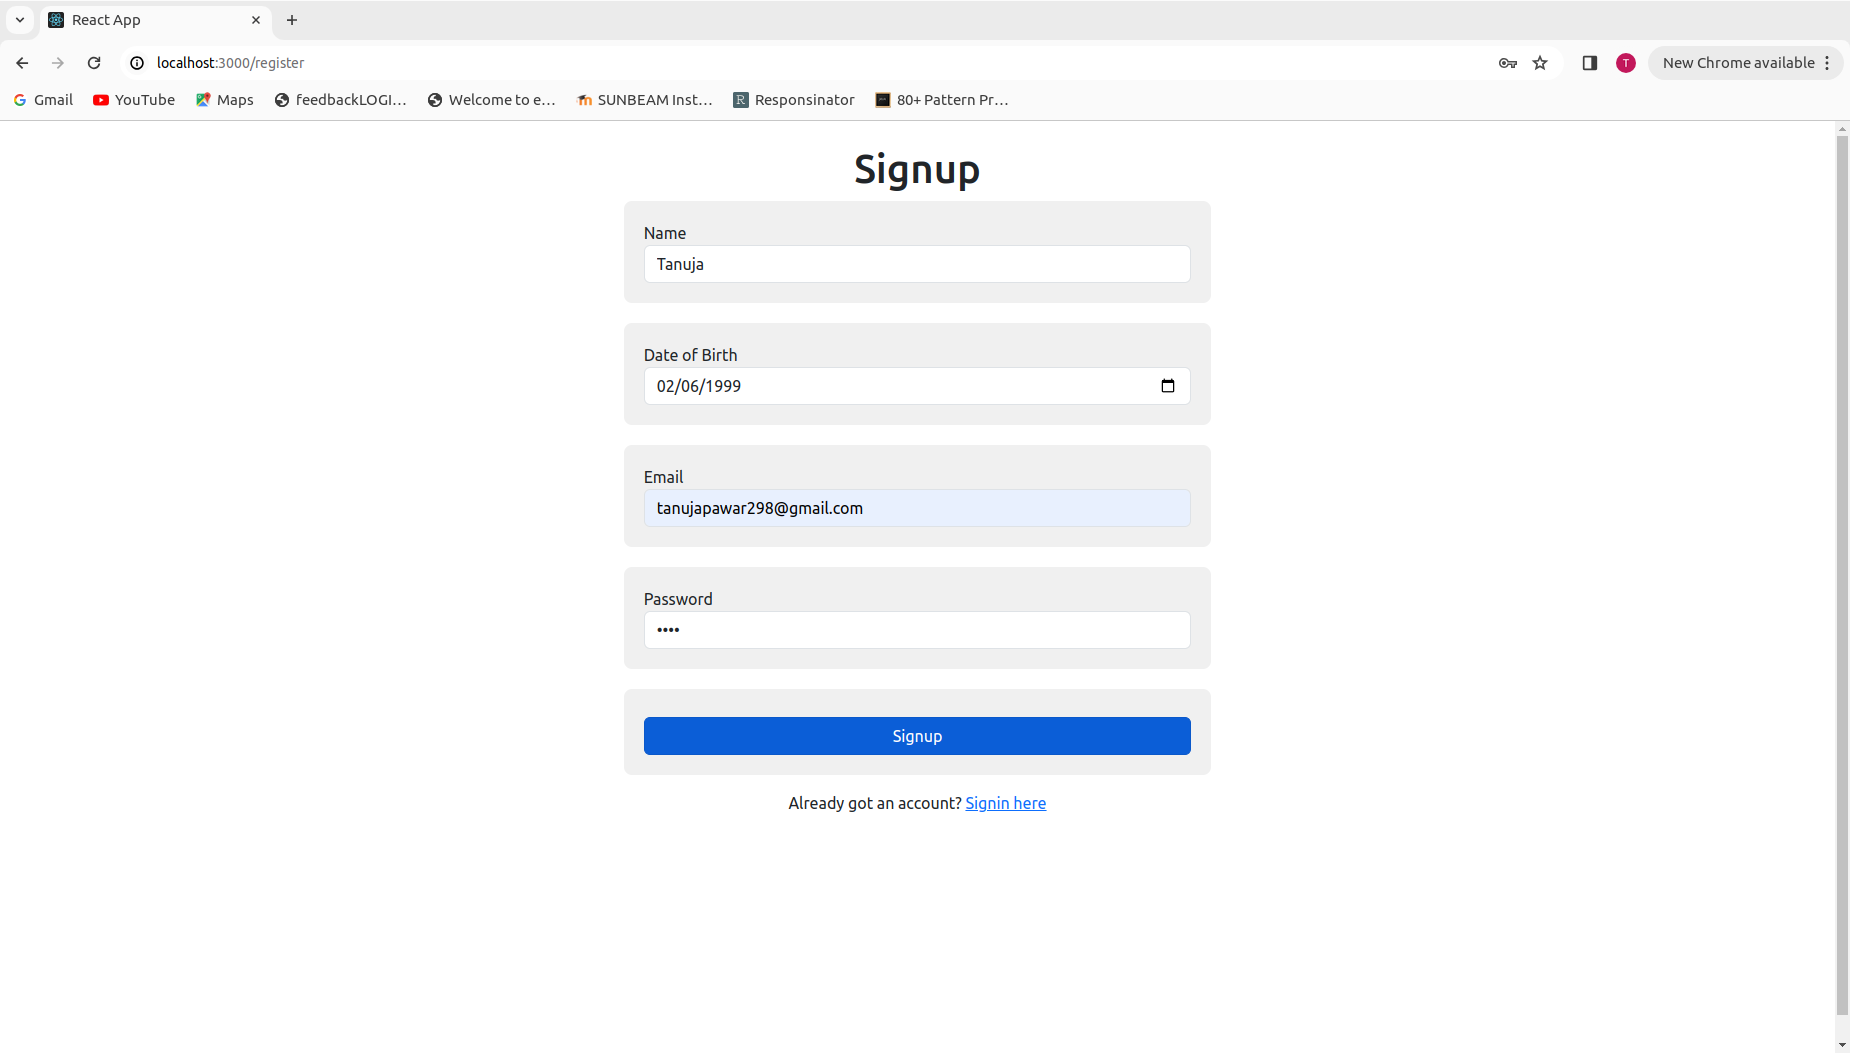 React App
localhost:3000/register
T
New Chrome available
Gmail
YouTube
Maps
feedbackLOGI...
Welcome to e...
SUNBEAM Inst...
R
Responsinator
80+ Pattern Pr...
Signup
Name
Tanuja
Date of Birth
02/06/1999
Email
tanujapawar298@gmail.com
Password
••••
Signup
Already got an account? Signin here